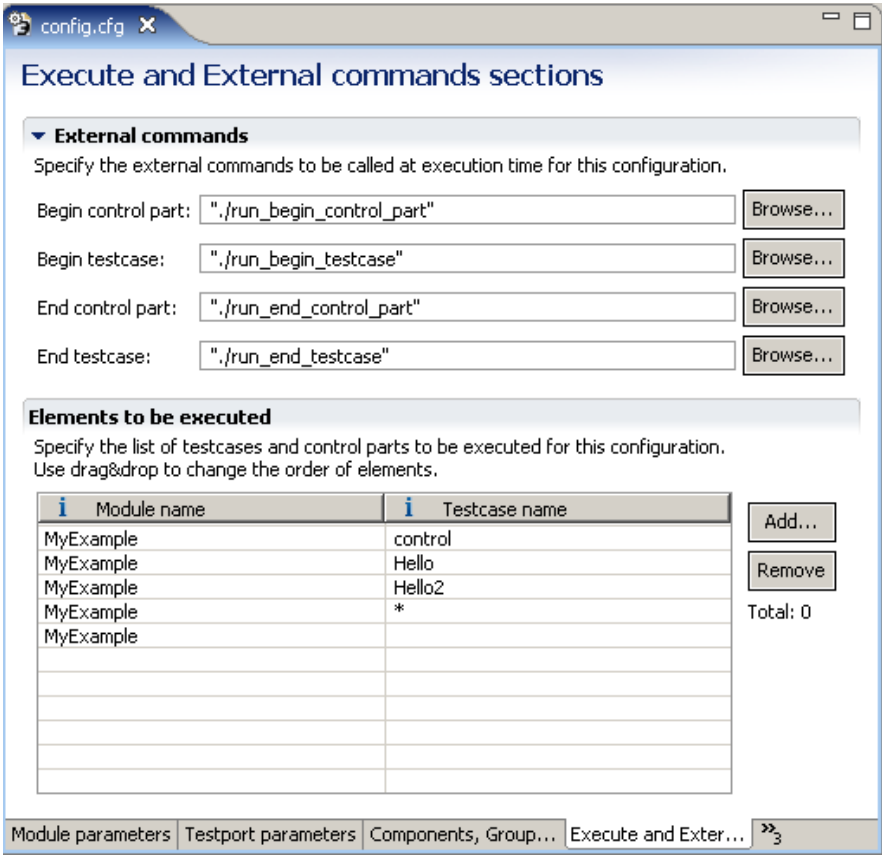 config.cfg
Execute and External commands sections
External commands
Specify the external commands to be called at execution time for this configuration.
Begin control part: "./run_begin_control_part" Browse...
Begin testcase: "./run_begin_testcase" Browse...
End control part: "./run_end_control_part" Browse...
End testcase: "./run_end_testcase" Browse...
Elements to be executed
Specify the list of testcases and control parts to be executed for this configuration.
Use drag&drop to change the order of elements.
i Module name i Testcase name
Add...
MyExample control
MyExample Hello
Remove
MyExample Hello2
MyExample *
Total: 0
MyExample
Module parameters Testport parameters Components, Group... Execute and Exter... »3